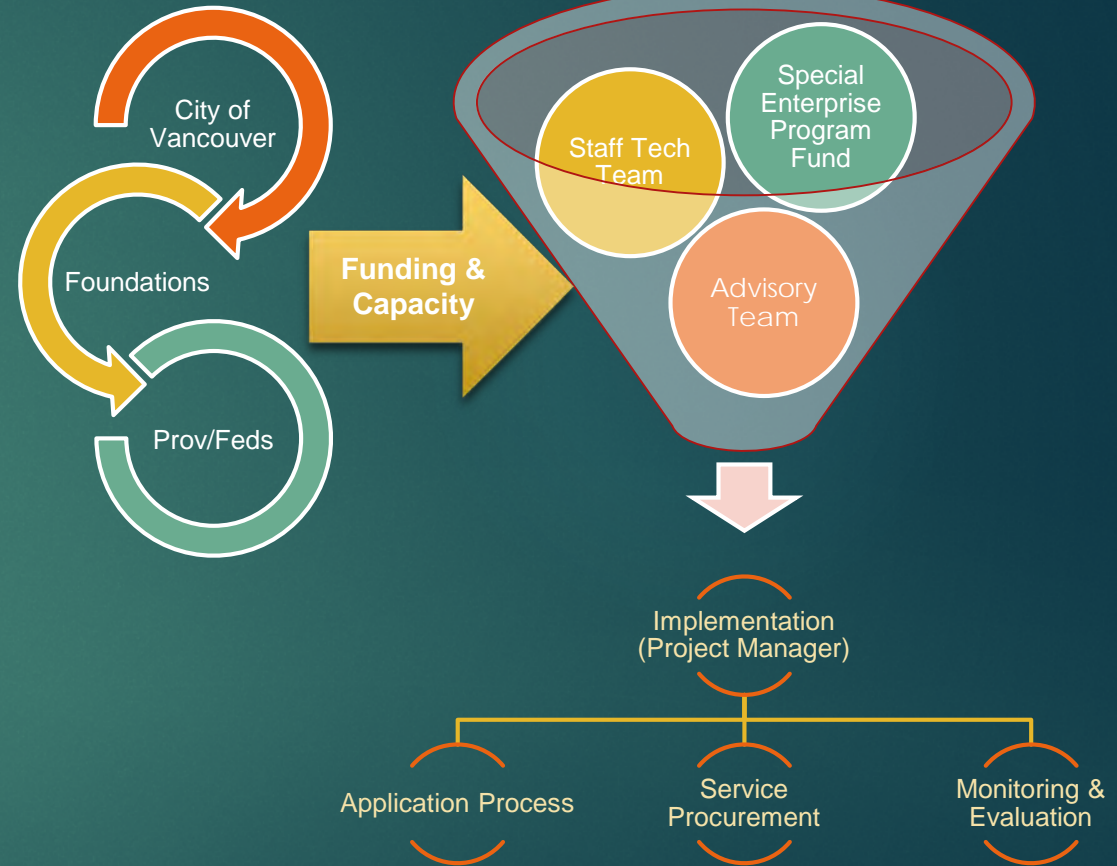 City of
Vancouver
Foundations
Prov/Feds
Funding &
Capacity
Staff Tech
Team
Special
Enterprise
Program
Fund
Advisory
Team
Implementation
(Project Manager)
Application Process
Service
Procurement
Monitoring &
Evaluation